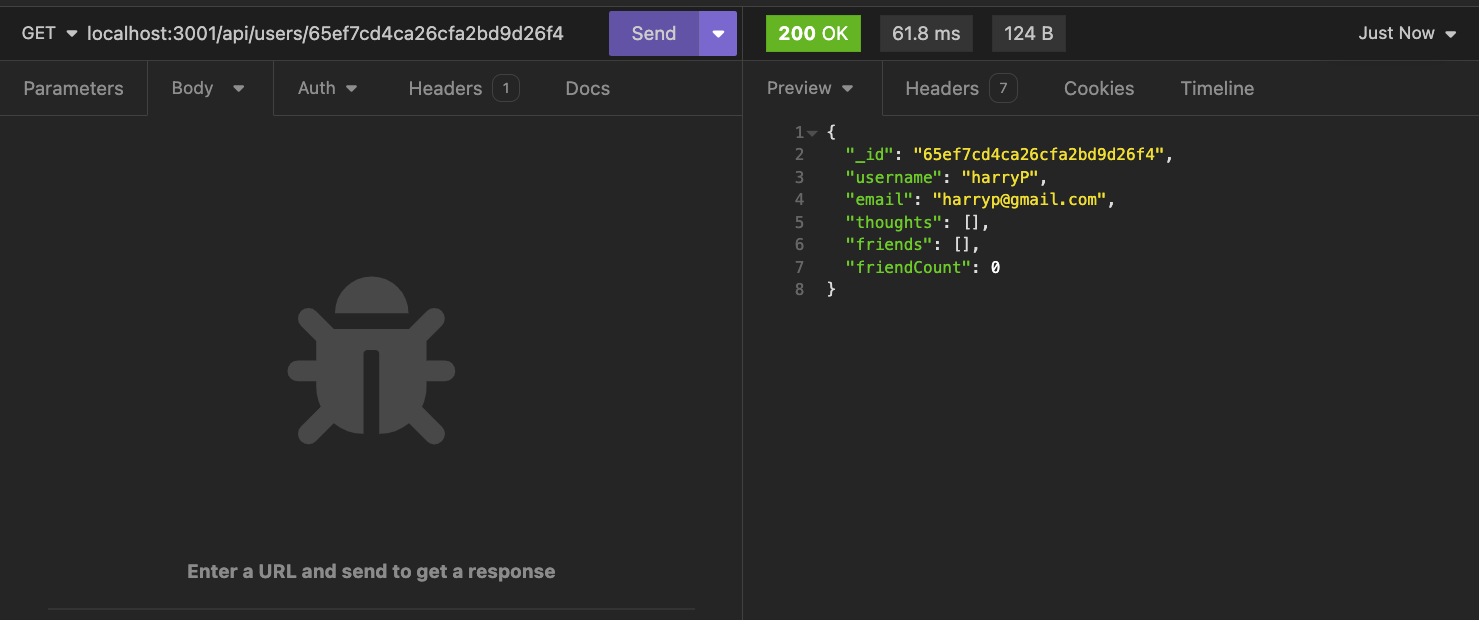 GET localhost:3001/api/users/65ef7cd4ca26cfa2bd9d26f4 Send 200 OK 61.8 ms 124 B Just Now
Parameters Body Auth Headers 1 Docs Preview Headers 7 Cookies Timeline
1 {
2 "_id": "65ef7cd4ca26cfa2bd9d26f4",
3 "username": "harryP",
4 "email": "harryp@gmail.com",
5 "thoughts": [],
6 "friends": [],
7 "friendCount": 0
8 }
Enter a URL and send to get a response